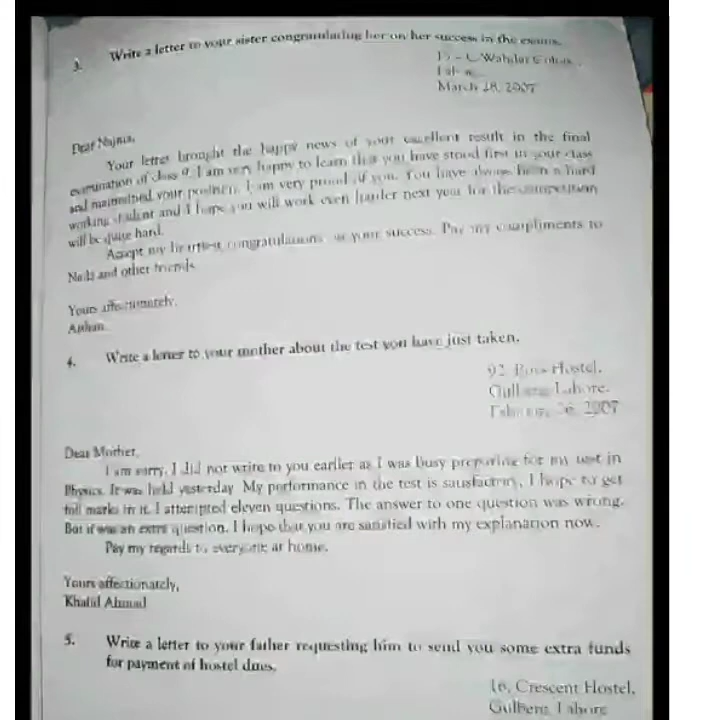 3. Write a letter to your sister congratulating her on her success in the exams.
March 28, 2007
Dear Najma,
Your letter brought the happy news of your excellent result in the final
examination of class 9. I am very happy to learn that you have stood first in your class
and maintained your position. I am very proud of you. You have always been a hard
working student and I hope you will work even harder next year for the competition
will be quite hard.
Accept my heartiest congratulations on your success. Pay my compliments to
and other friends
Yours affectionately,
4. Write a letter to your mother about the test you have just taken.
92 Hostel,
Gulberg Lahore.
February 26, 2007
Dear Mother,
I am sorry, I did not write to you earlier as I was busy preparing for my test in
Physics. It was held yesterday. My performance in the test is satisfactory. I hope to get
full marks in it. I attempted eleven questions. The answer to one question was wrong.
But it was an extra question. I hope that you are satisfied with my explanation now.
Pay my regards to everyone at home.
Yours affectionately,
Khalid Ahmad
5. Write a letter to your father requesting him to send you some extra funds
for payment of hostel dues.
16, Crescent Hostel,
Gulberg Lahore